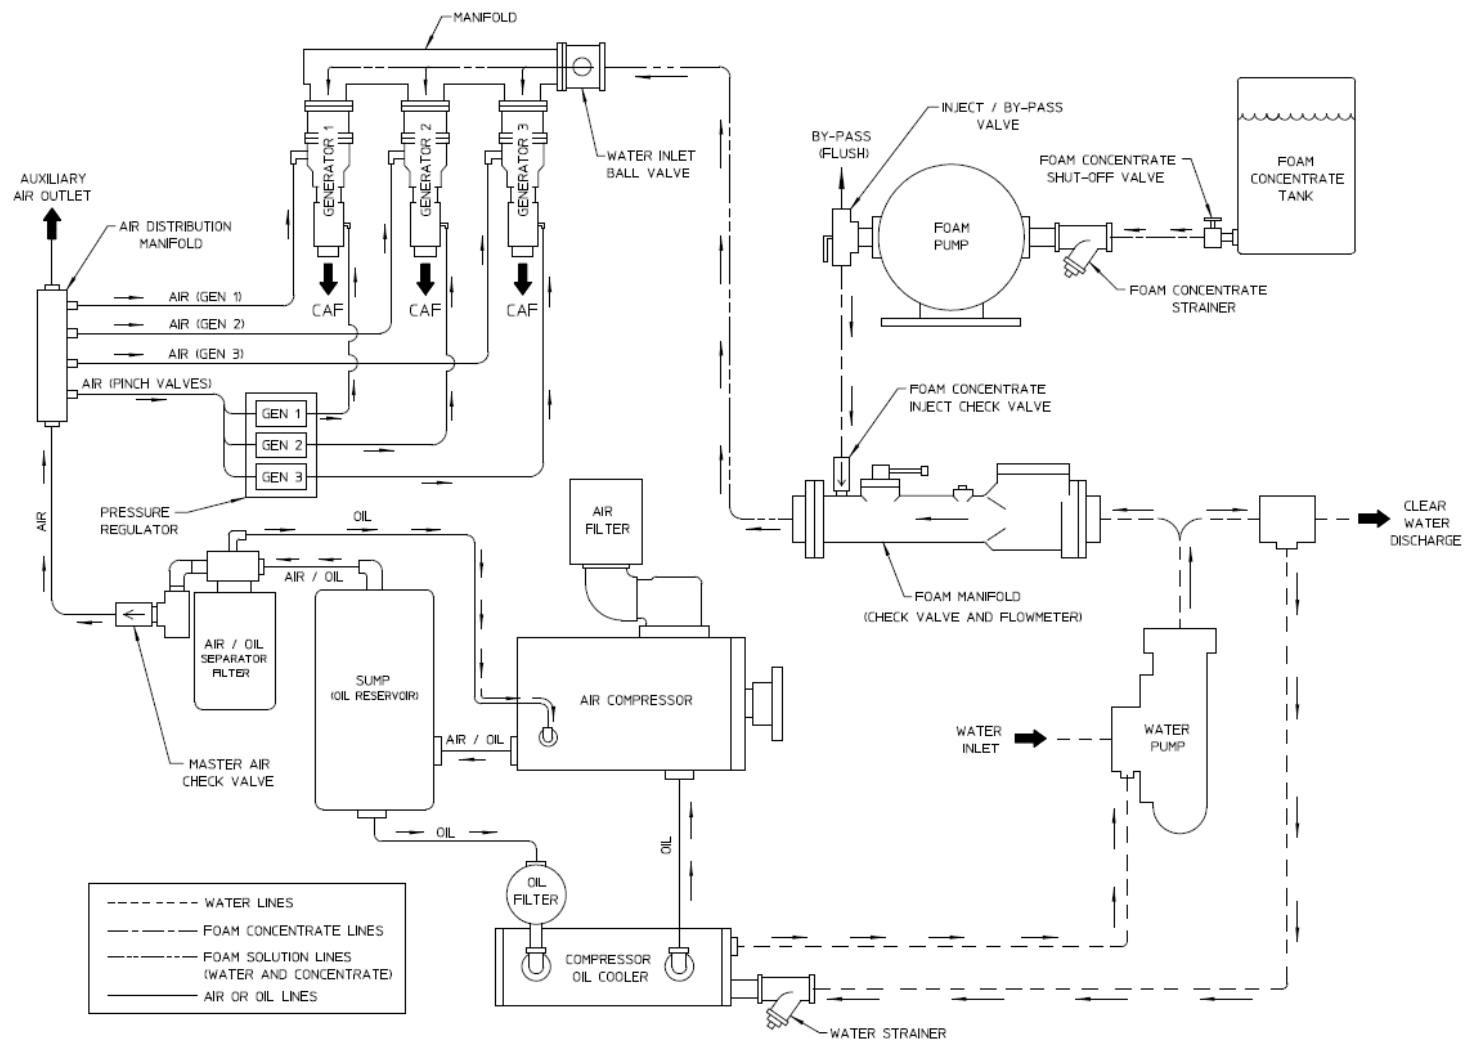 MANIFOLD
GENERATOR 1
GENERATOR 2
GENERATOR 3
WATER INLET
BALL VALVE
BY-PASS
(FLUSH)
INJECT / BY-PASS
VALVE
FOAM
PUMP
FOAM CONCENTRATE
SHUT-OFF VALVE
FOAM
CONCENTRATE
TANK
FOAM CONCENTRATE
STRAINER
AUXILIARY
AIR OUTLET
AIR DISTRIBUTION
MANIFOLD
AIR (GEN 1)
AIR (GEN 2)
AIR (GEN 3)
AIR (PINCH VALVES)
CAF
CAF
CAF
GEN 1
GEN 2
GEN 3
PRESSURE
REGULATOR
FOAM CONCENTRATE
INJECT CHECK VALVE
AIR
OIL
AIR / OIL
AIR
FILTER
CLEAR
WATER
DISCHARGE
FOAM MANIFOLD
(CHECK VALVE AND FLOWMETER)
AIR / OIL
SEPARATOR
FILTER
SUMP
(OIL RESERVOIR)
AIR COMPRESSOR
AIR / OIL
WATER
INLET
WATER
PUMP
MASTER AIR
CHECK VALVE
OIL
OIL
OIL
FILTER
COMPRESSOR
OIL COOLER
WATER STRAINER
WATER LINES
FOAM CONCENTRATE LINES
FOAM SOLUTION LINES
(WATER AND CONCENTRATE)
AIR OR OIL LINES